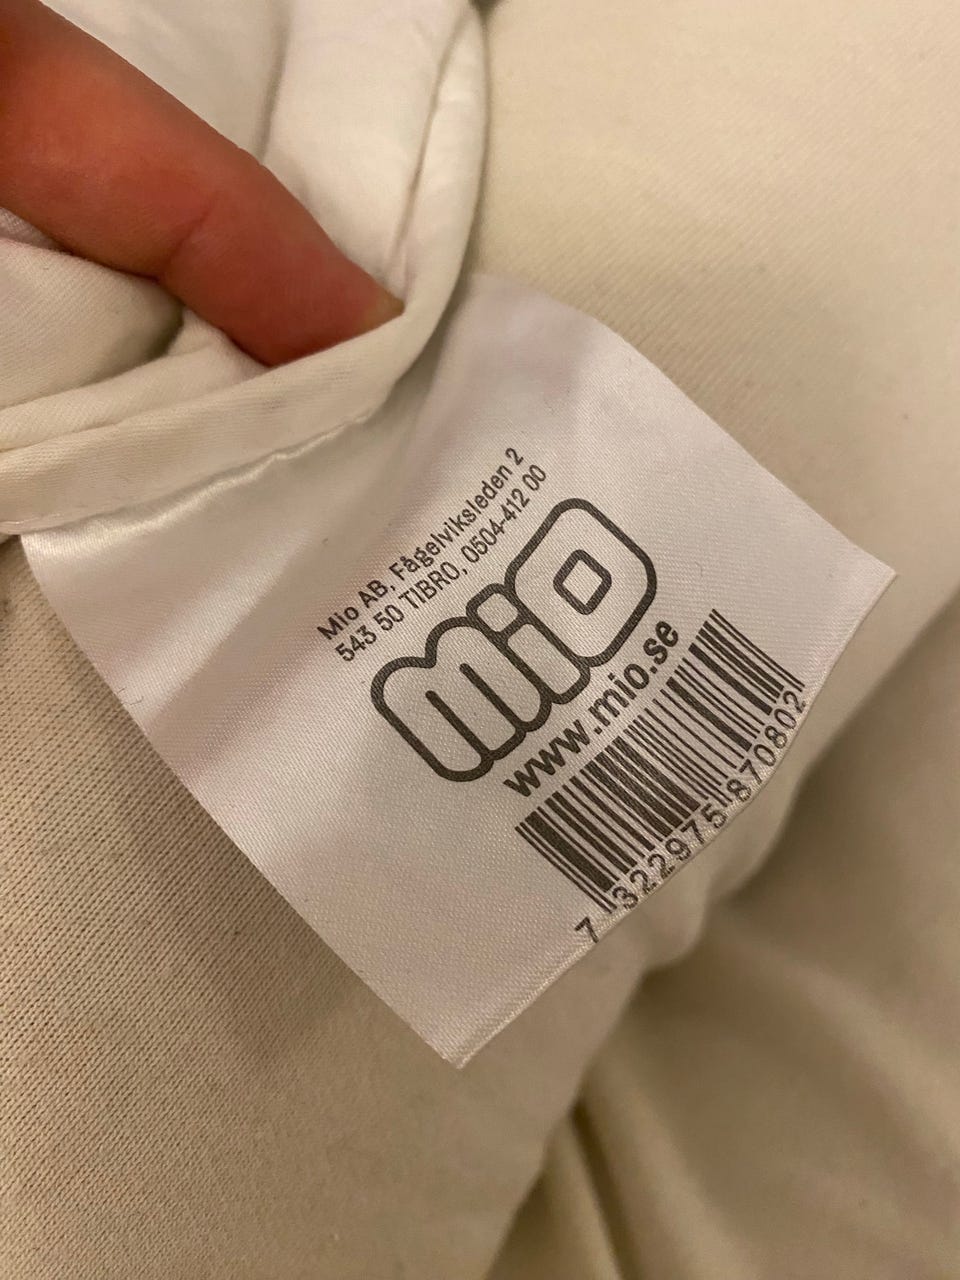 Mio AB, Fågelviksleden 2
543 50 TIBRO, 0504-412 00
mio
www.mio.se
7 322975 870802